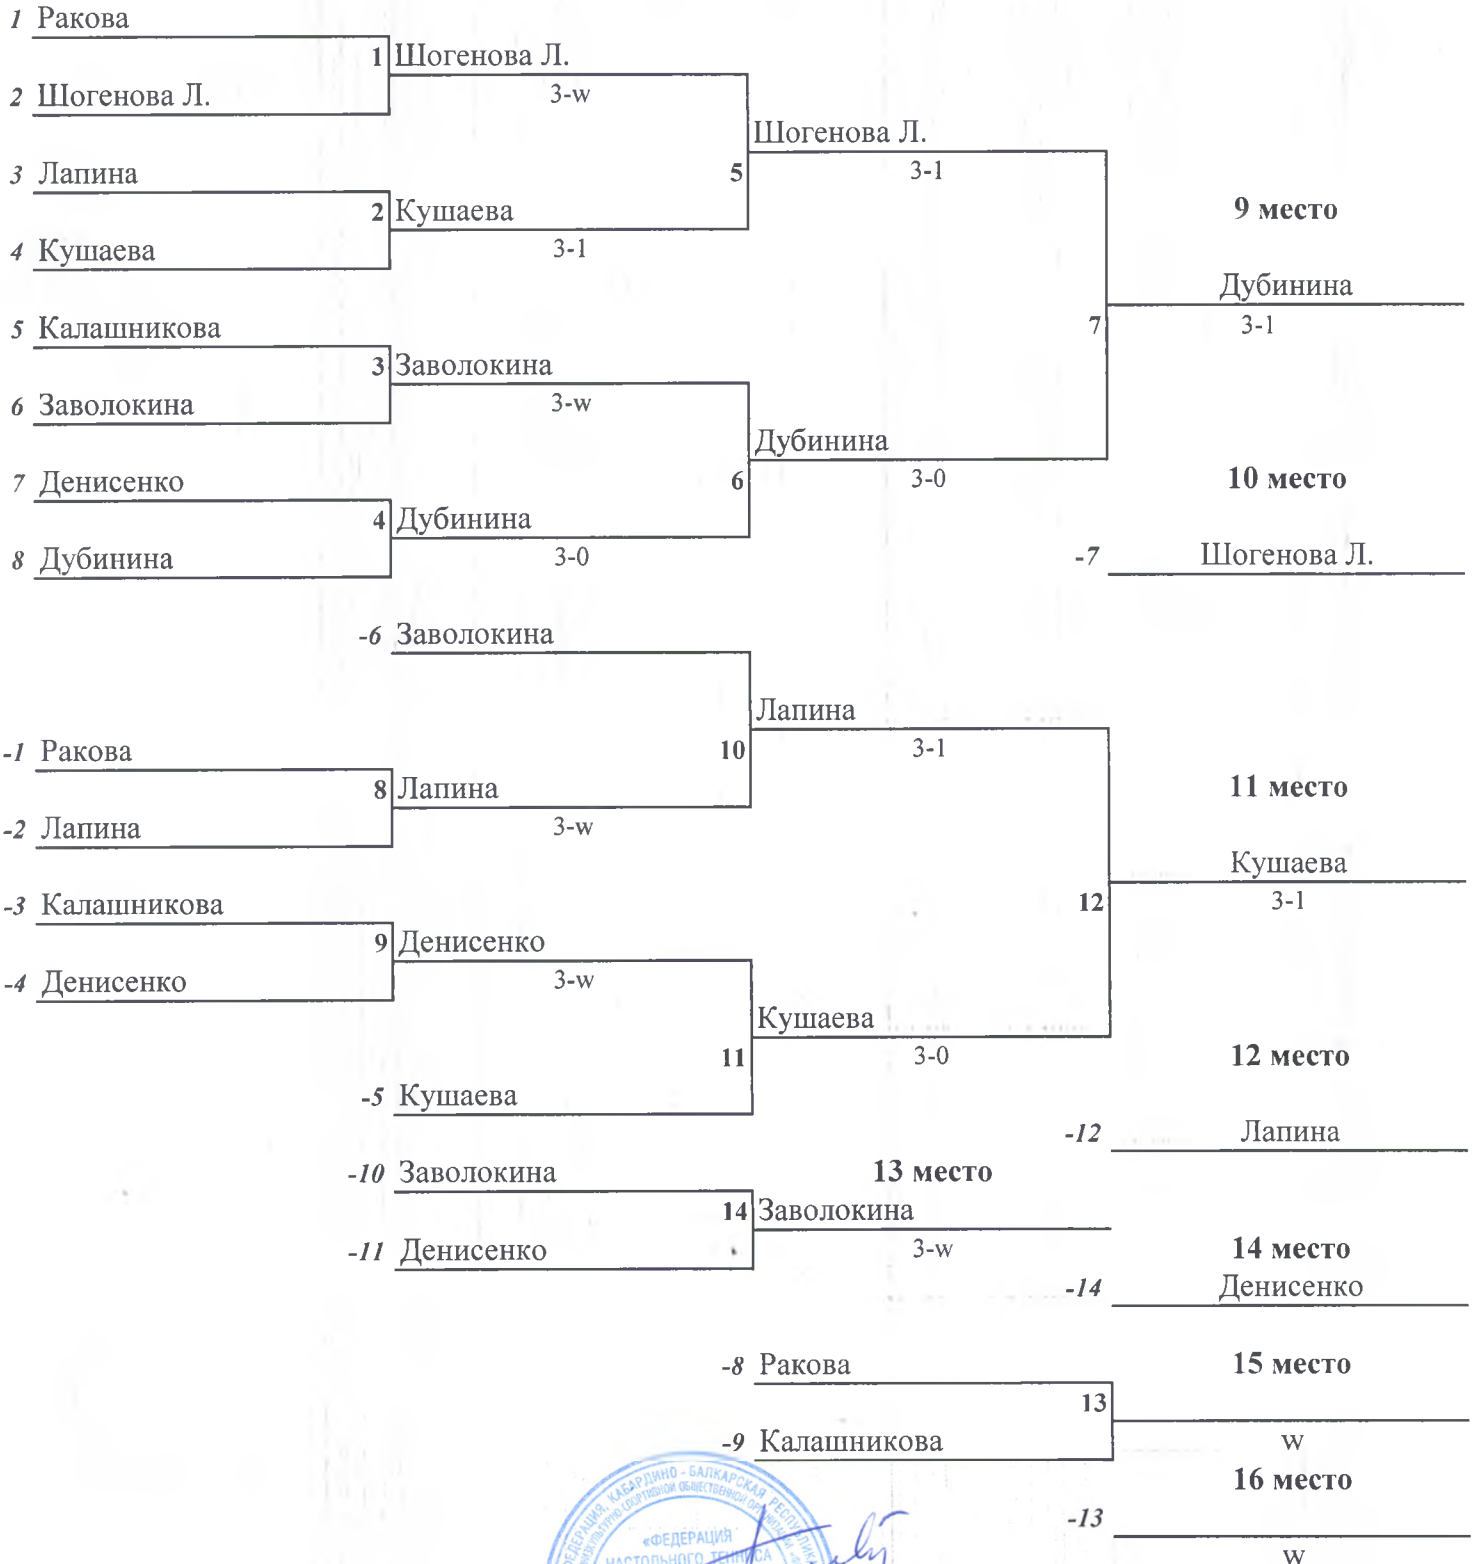 1 Ракова
1 Шогенова Л.
3-w
2 Шогенова Л.
Шогенова Л.
3-1
3 Лапина
5
2 Кушаева
3-1
9 место
4 Кушаева
Дубинина
3-1
5 Калашникова
7
3 Заволокина
3-w
6 Заволокина
Дубинина
3-0
7 Денисенко
6
10 место
4 Дубинина
3-0
8 Дубинина
-7 Шогенова Л.
-6 Заволокина
Лапина
3-1
-1 Ракова
10
8 Лапина
3-w
11 место
-2 Лапина
Кушаева
3-1
-3 Калашникова
12
9 Денисенко
3-w
-4 Денисенко
Кушаева
3-0
11
12 место
-5 Кушаева
-12 Лапина
-10 Заволокина
13 место
14 Заволокина
3-w
-11 Денисенко
14 место
-14 Денисенко
-8 Ракова
15 место
13
-9 Калашникова
w
16 место
-13
w
КАБАРДИНО-БАЛКАРСКАЯ
«ФЕДЕРАЦИЯ
НАСТОЛЬНОГО ТЕННИСА